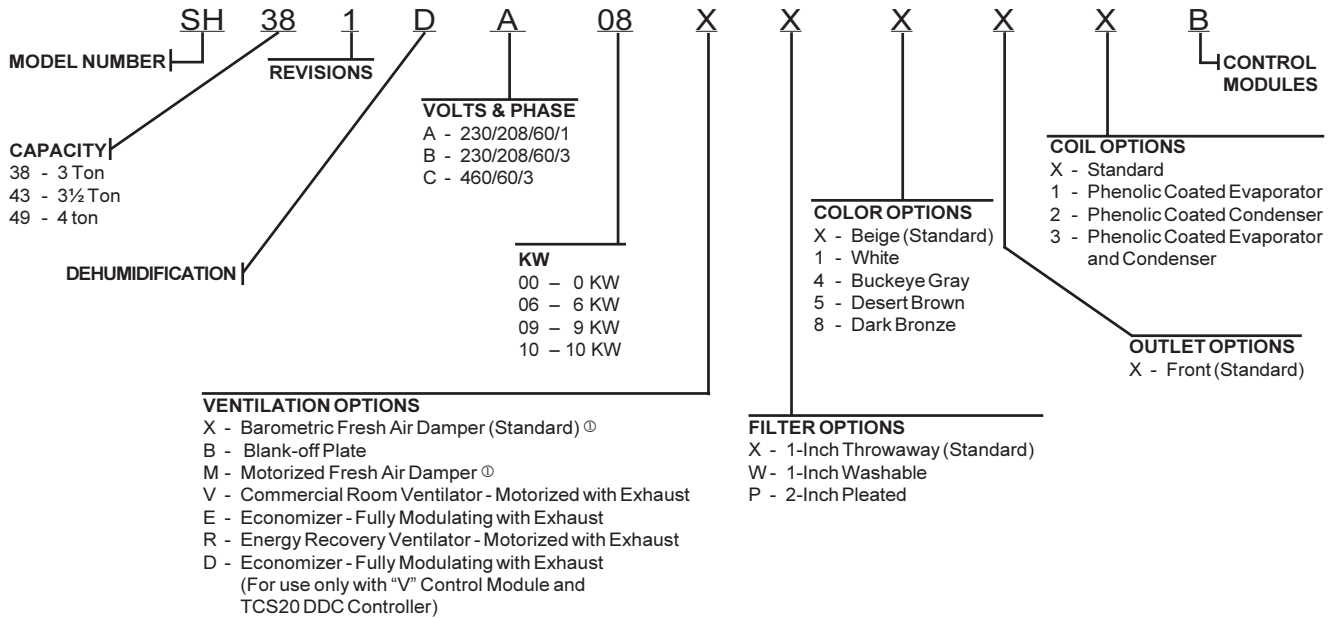 SH 38 1 D A 08 X X X X X B
MODEL NUMBER
REVISIONS
CONTROL
MODULES
VOLTS & PHASE
A - 230/208/60/1
B - 230/208/60/3
C - 460/60/3
CAPACITY
38 - 3 Ton
43 - 3½ Ton
49 - 4 ton
COIL OPTIONS
X - Standard
1 - Phenolic Coated Evaporator
2 - Phenolic Coated Condenser
3 - Phenolic Coated Evaporator
and Condenser
COLOR OPTIONS
X - Beige (Standard)
1 - White
4 - Buckeye Gray
5 - Desert Brown
8 - Dark Bronze
DEHUMIDIFICATION
KW
00 – 0 KW
06 – 6 KW
09 – 9 KW
10 – 10 KW
OUTLET OPTIONS
X - Front (Standard)
VENTILATION OPTIONS
X - Barometric Fresh Air Damper (Standard) ①
B - Blank-off Plate
M - Motorized Fresh Air Damper ①
V - Commercial Room Ventilator - Motorized with Exhaust
E - Economizer - Fully Modulating with Exhaust
R - Energy Recovery Ventilator - Motorized with Exhaust
D - Economizer - Fully Modulating with Exhaust
(For use only with “V” Control Module and
TCS20 DDC Controller)
FILTER OPTIONS
X - 1-Inch Throwaway (Standard)
W - 1-Inch Washable
P - 2-Inch Pleated